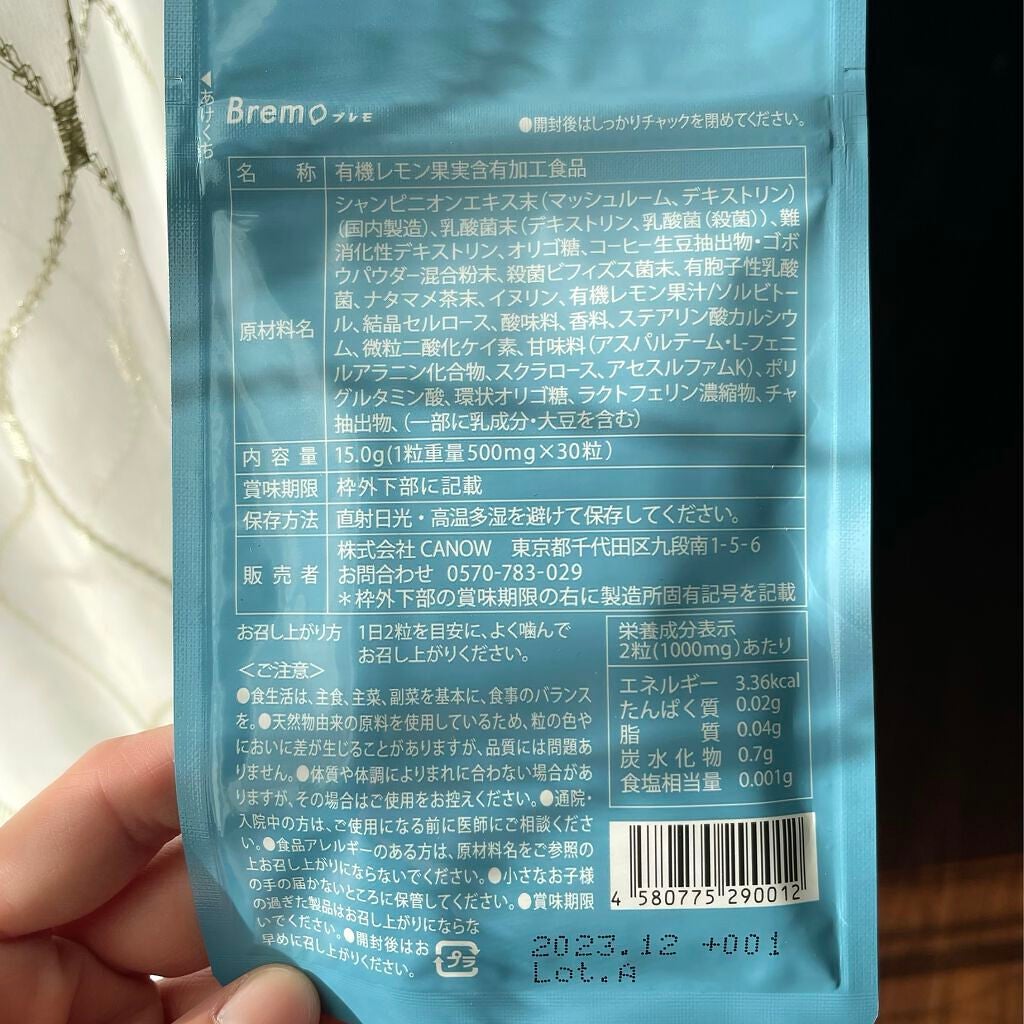 ◀あけくち
Bremo ブレモ
●開封後はしっかりチャックを閉めてください。
名称 有機レモン果実含有加工食品
原材料名
シャンピニオンエキス末(マッシュルーム、デキストリン)
(国内製造)、乳酸菌末(デキストリン、乳酸菌(殺菌))、難
消化性デキストリン、オリゴ糖、コーヒー生豆抽出物・ゴボ
ウパウダー混合粉末、殺菌ビフィズス菌末、有胞子性乳酸
菌、ナタマメ茶末、イヌリン、有機レモン果汁/ソルビトー
ル、結晶セルロース、酸味料、香料、ステアリン酸カルシウ
ム、微粒二酸化ケイ素、甘味料(アスパルテーム・L-フェニ
ルアラニン化合物、スクラロース、アセスルファムK)、ポリ
グルタミン酸、環状オリゴ糖、ラクトフェリン濃縮物、チャ
抽出物、(一部に乳成分・大豆を含む)
内容量 15.0g(1粒重量500mg×30粒)
賞味期限 枠外下部に記載
保存方法 直射日光・高温多湿を避けて保存してください。
販売者
株式会社 CANOW 東京都千代田区九段南1-5-6
お問合わせ 0570-783-029
＊枠外下部の賞味期限の右に製造所固有記号を記載
お召し上がり方 1日2粒を目安に、よく噛んで
お召し上がりください。
<ご注意>
●食生活は、主食、主菜、副菜を基本に、食事のバランス
を。●天然物由来の原料を使用しているため、粒の色や
においに差が生じることがありますが、品質には問題あ
りません。●体質や体調によりまれに合わない場合があ
りますが、その場合はご使用をお控えください。●通院・
入院中の方は、ご使用になる前に医師にご相談くださ
い。●食品アレルギーのある方は、原材料名をご参照の
上お召し上がりにならないでください。●小さなお子様
の手の届かないところに保管してください。●賞味期限
の過ぎた製品はお召し上がりにならな
いでください。●開封後はお
早めに召し上がりください。
プラ
栄養成分表示
2粒(1000mg)あたり
エネルギー 3.36kcal
たんぱく質 0.02g
脂質 0.04g
炭水化物 0.7g
食塩相当量 0.001g
4 580775 290012
2023.12 +001
Lot.A